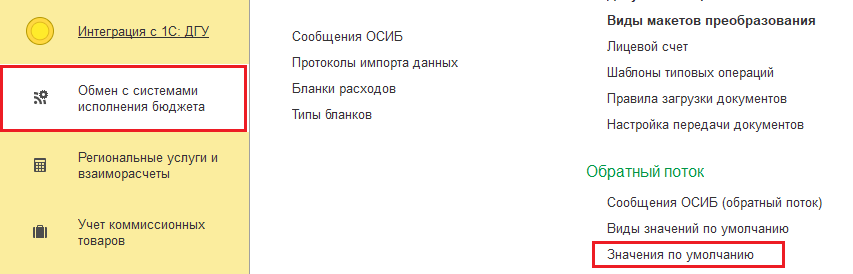 Интеграция с 1С: ДГУ
Обмен с системами
исполнения бюджета
Региональные услуги и
взаиморасчеты
Учет коммиссионных
товаров
Сообщения ОСИБ
Протоколы импорта данных
Бланки расходов
Типы бланков
Виды макетов преобразования
Лицевой счет
Шаблоны типовых операций
Правила загрузки документов
Настройка передачи документов
Обратный поток
Сообщения ОСИБ (обратный поток)
Виды значений по умолчанию
Значения по умолчанию